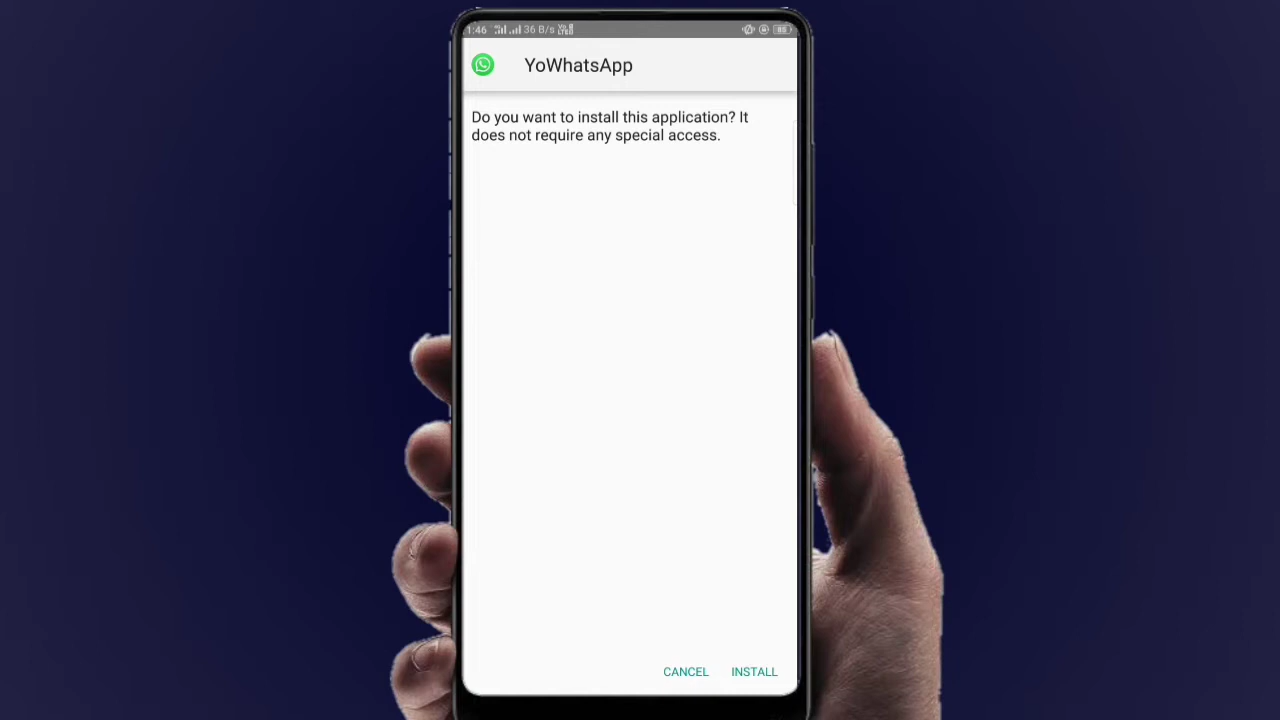 1:46 36 B/s
YoWhatsApp
Do you want to install this application? It
does not require any special access.
CANCEL INSTALL